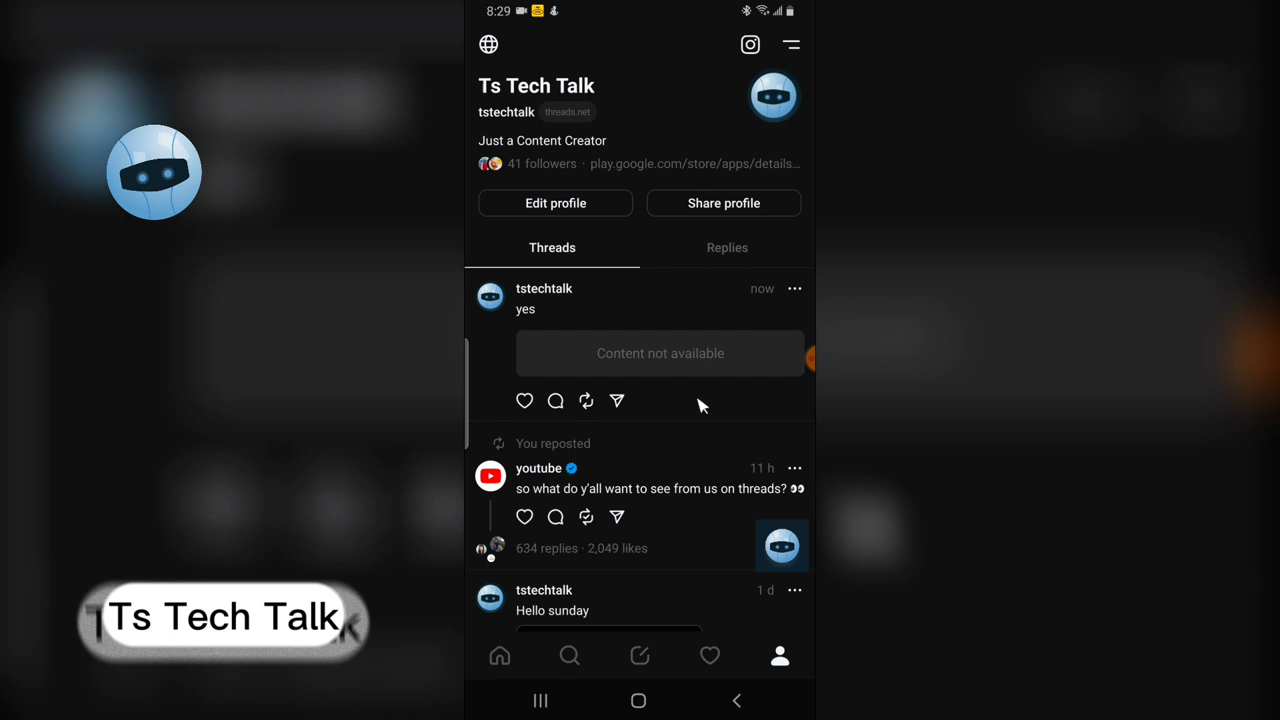 8:29
Ts Tech Talk
tstechtalk threads.net
Just a Content Creator
41 followers · play.google.com/store/apps/details...
Edit profile
Share profile
Threads
Replies
tstechtalk now
yes
Content not available
You reposted
youtube 11 h
so what do y'all want to see from us on threads? 👀
634 replies · 2,049 likes
tstechtalk 1 d
Hello sunday
Ts Tech Talk